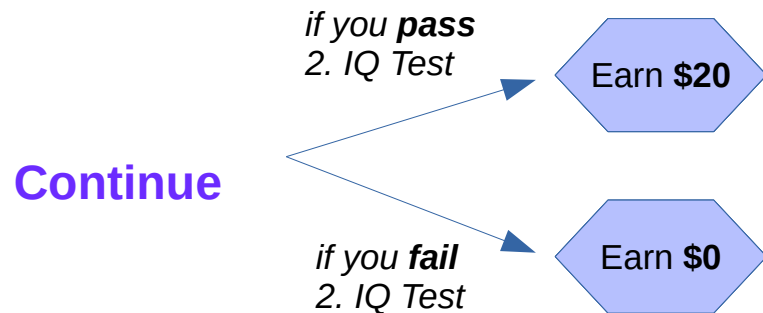 if you pass
2. IQ Test
Earn $20
Continue
if you fail
2. IQ Test
Earn $0